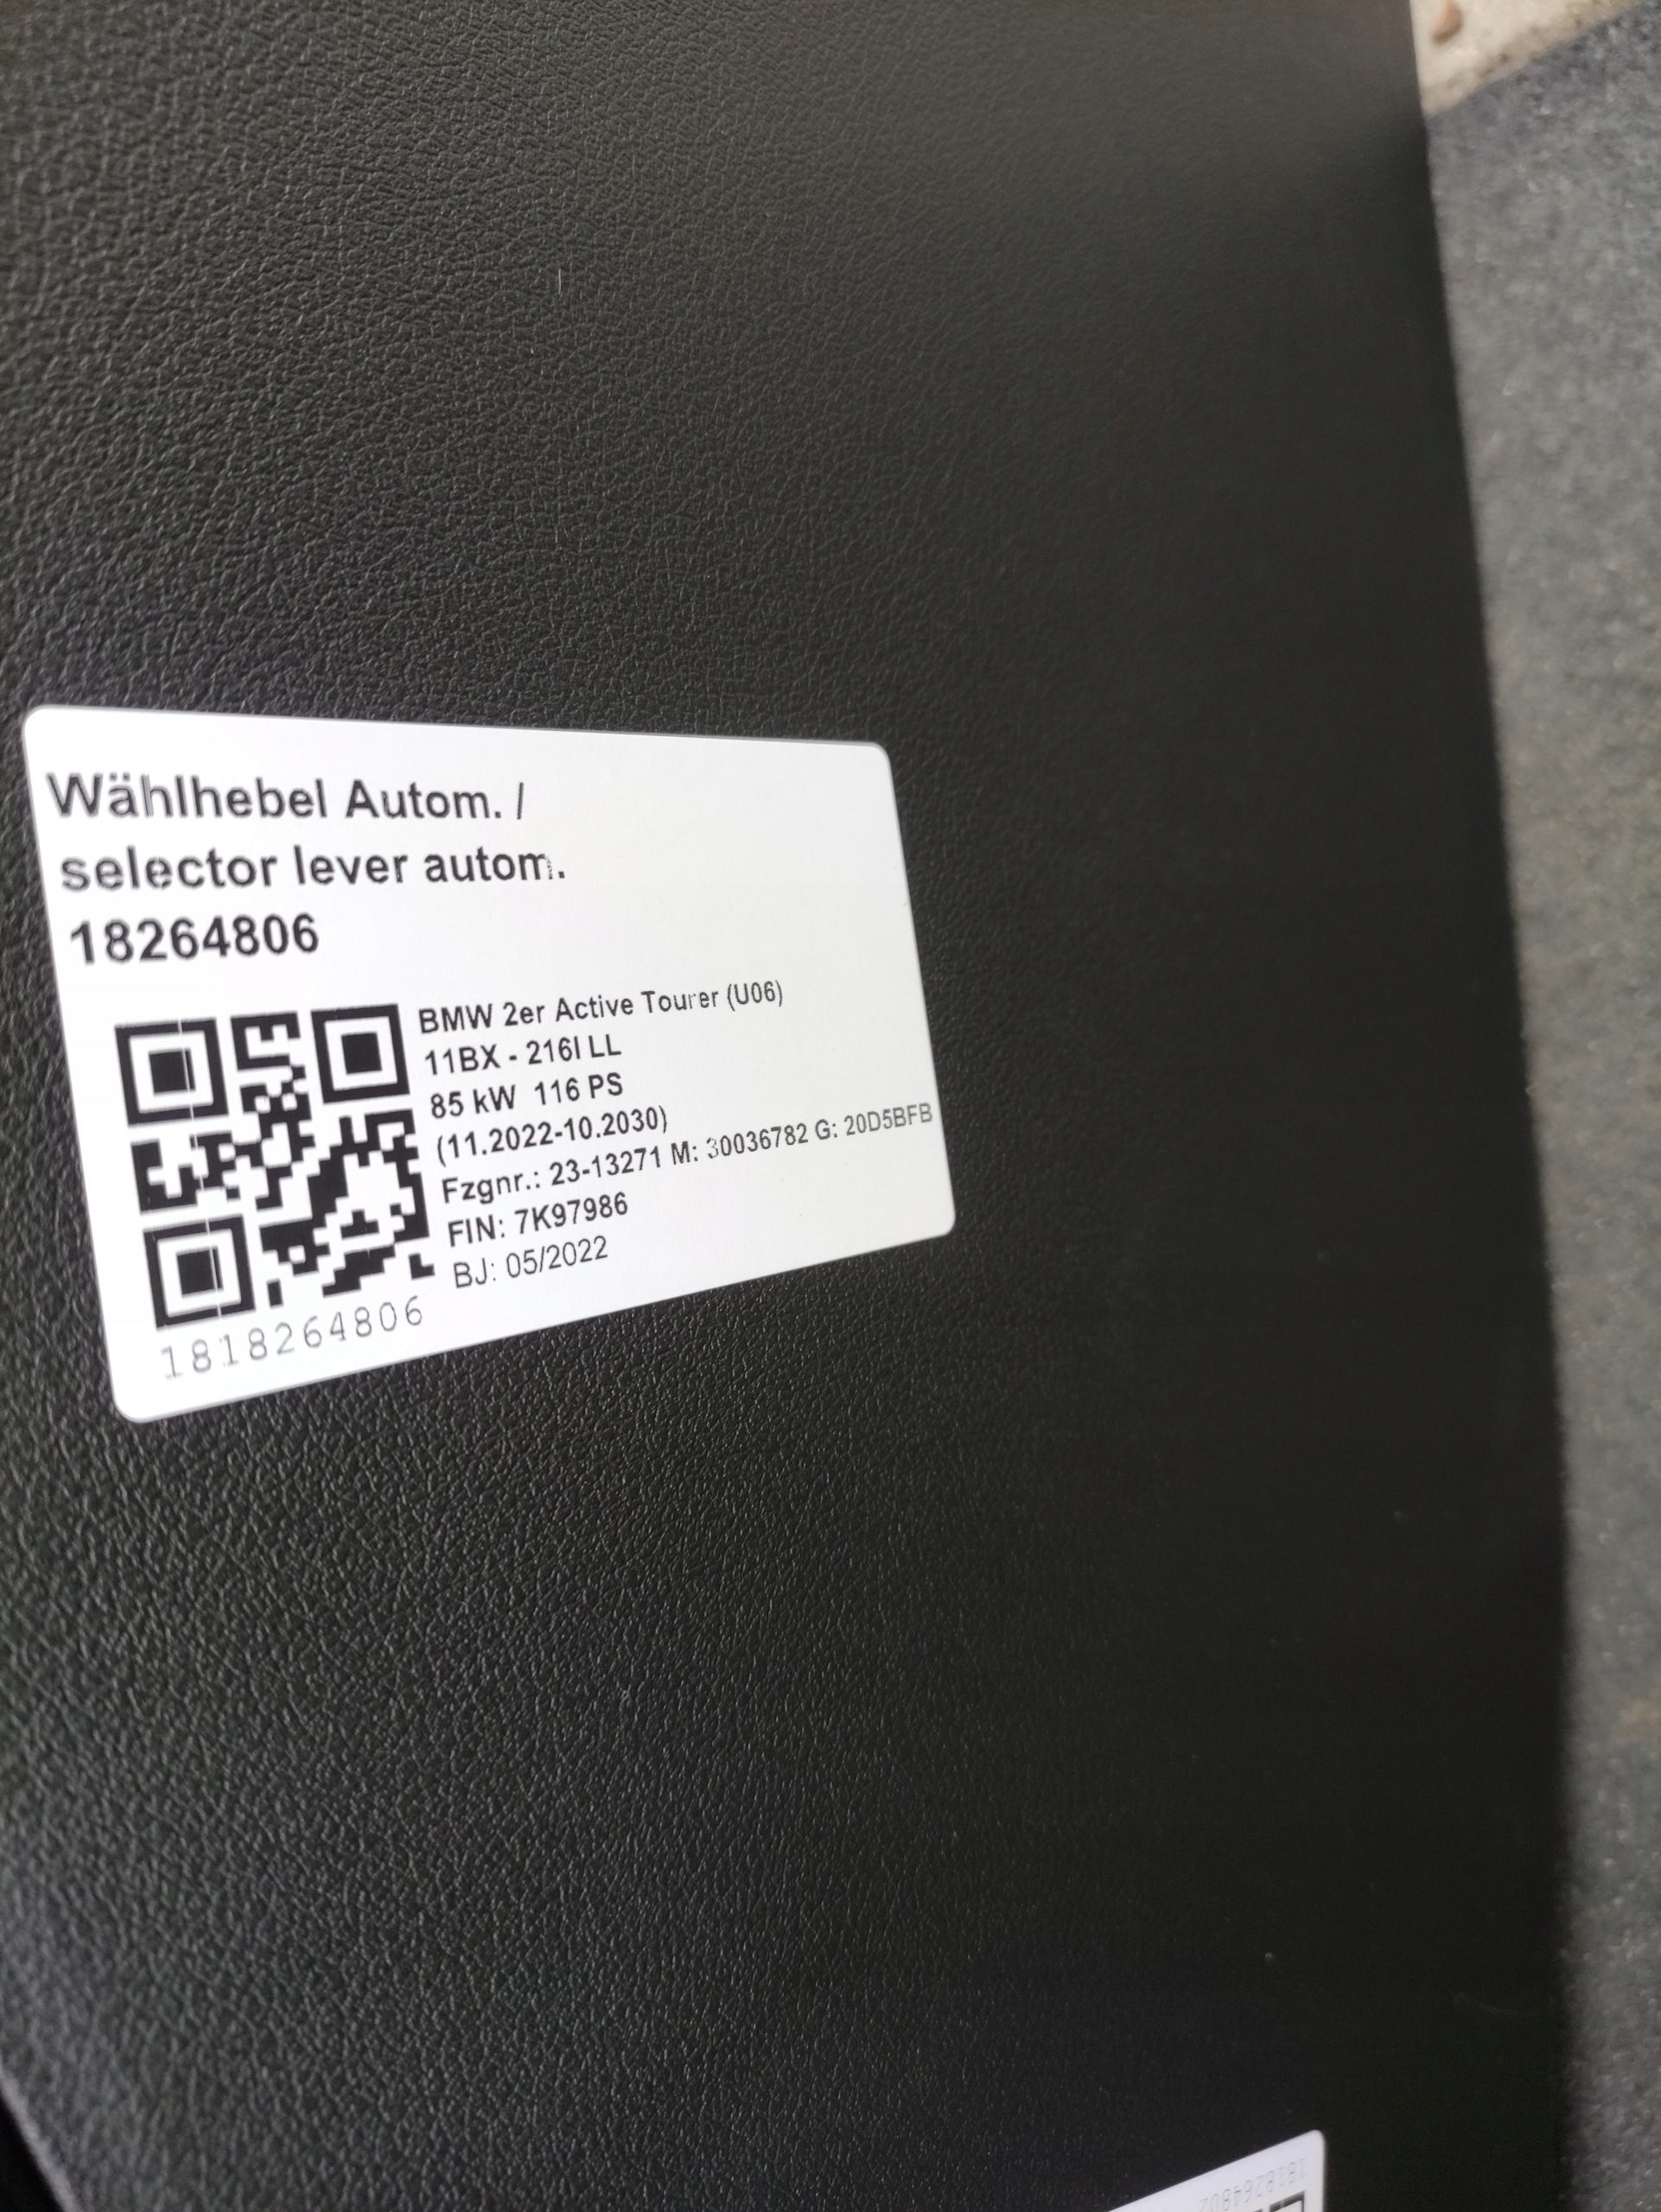 Wählhebel Autom. /
selector lever autom.
18264806
BMW 2er Active Tourer (U06)
11BX - 216I LL
85 kW 116 PS
(11.2022-10.2030)
Fzgnr.: 23-13271 M: 30036782 G: 20D5BFB
FIN: 7K97986
BJ: 05/2022
1818264806
1818264802